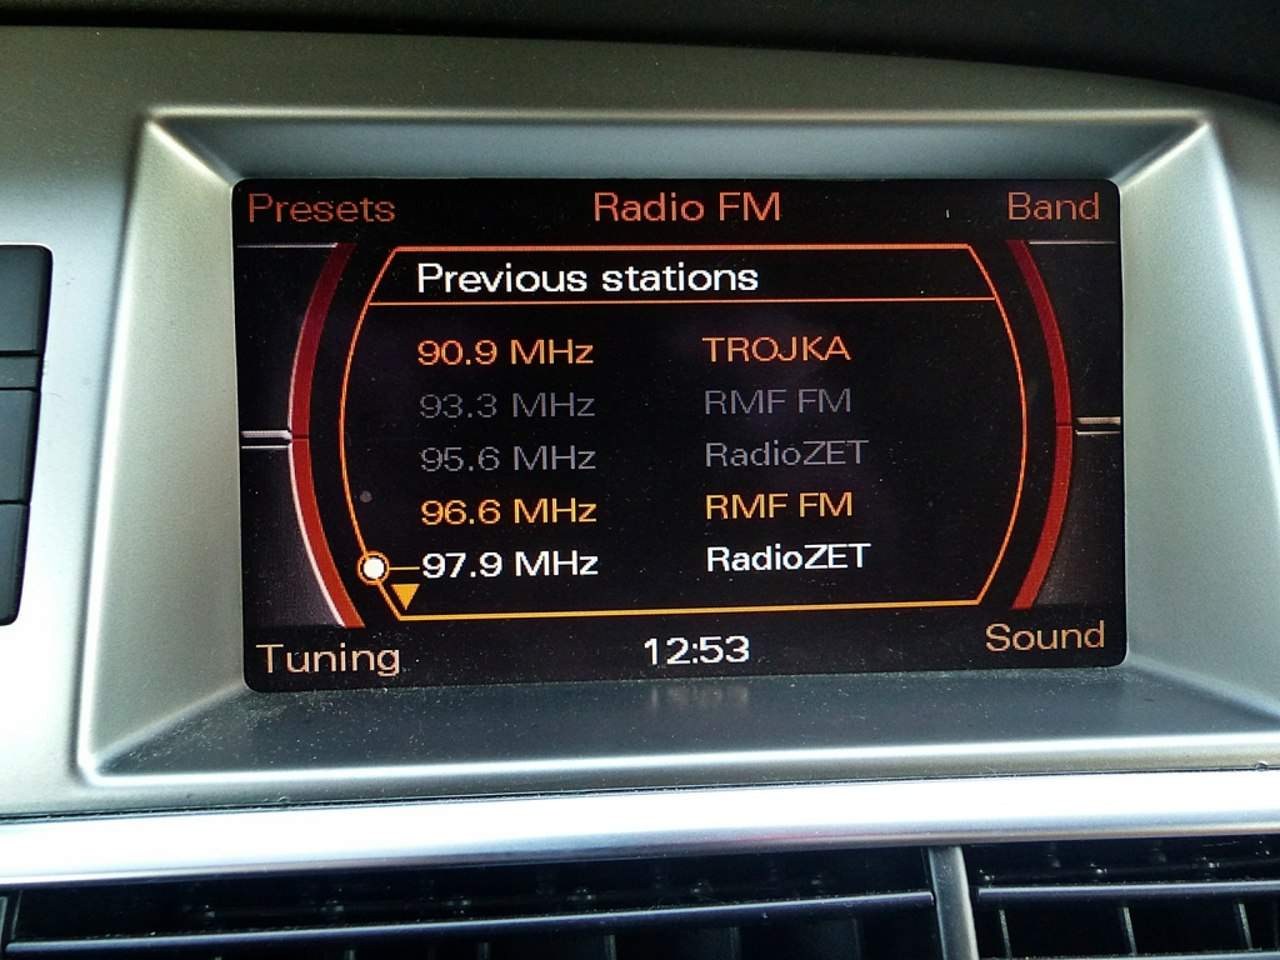 Presets Radio FM Band
Previous stations
90.9 MHz TROJKA
93.3 MHz RMF FM
95.6 MHz RadioZET
96.6 MHz RMF FM
97.9 MHz RadioZET
Tuning 12:53 Sound